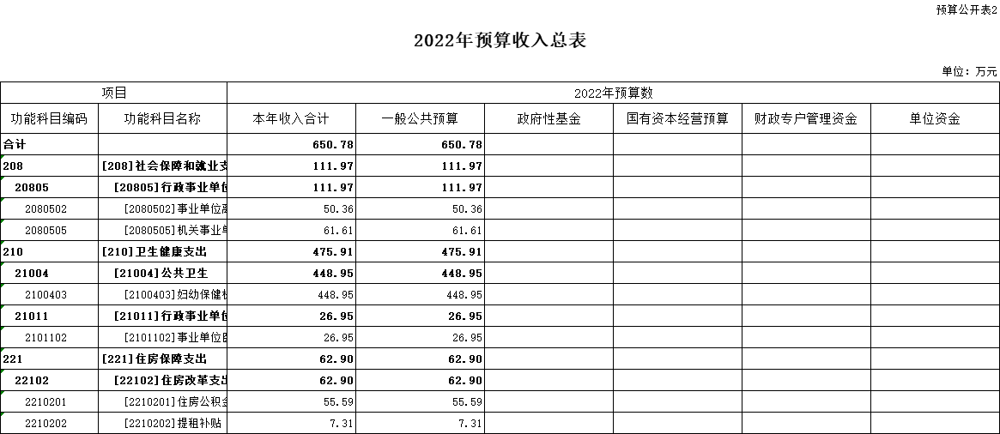 预算公开表2
2022年预算收入总表
单位：万元
项目 2022年预算数
功能科目编码 功能科目名称 本年收入合计 一般公共预算 政府性基金 国有资本经营预算 财政专户管理资金 单位资金
合计 650.78 650.78
208 [208]社会保障和就业支 111.97 111.97
20805 [20805]行政事业单位 111.97 111.97
2080502 [2080502]事业单位离 50.36 50.36
2080505 [2080505]机关事业单 61.61 61.61
210 [210]卫生健康支出 475.91 475.91
21004 [21004]公共卫生 448.95 448.95
2100403 [2100403]妇幼保健机 448.95 448.95
21011 [21011]行政事业单位 26.95 26.95
2101102 [2101102]事业单位医 26.95 26.95
221 [221]住房保障支出 62.90 62.90
22102 [22102]住房改革支出 62.90 62.90
2210201 [2210201]住房公积金 55.59 55.59
2210202 [2210202]提租补贴 7.31 7.31